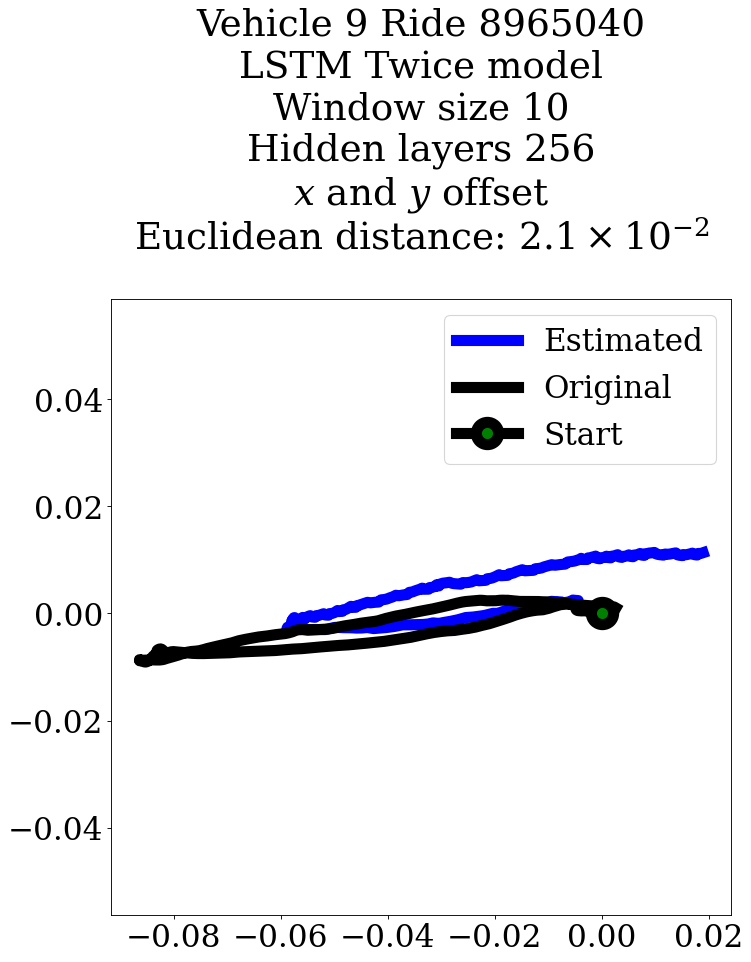 Vehicle 9 Ride 8965040
LSTM Twice model
Window size 10
Hidden layers 256
x and y offset
Euclidean distance: 2.1 × 10⁻²
Estimated
Original
Start
0.04
0.02
0.00
−0.02
−0.04
−0.08 −0.06 −0.04 −0.02 0.00 0.02